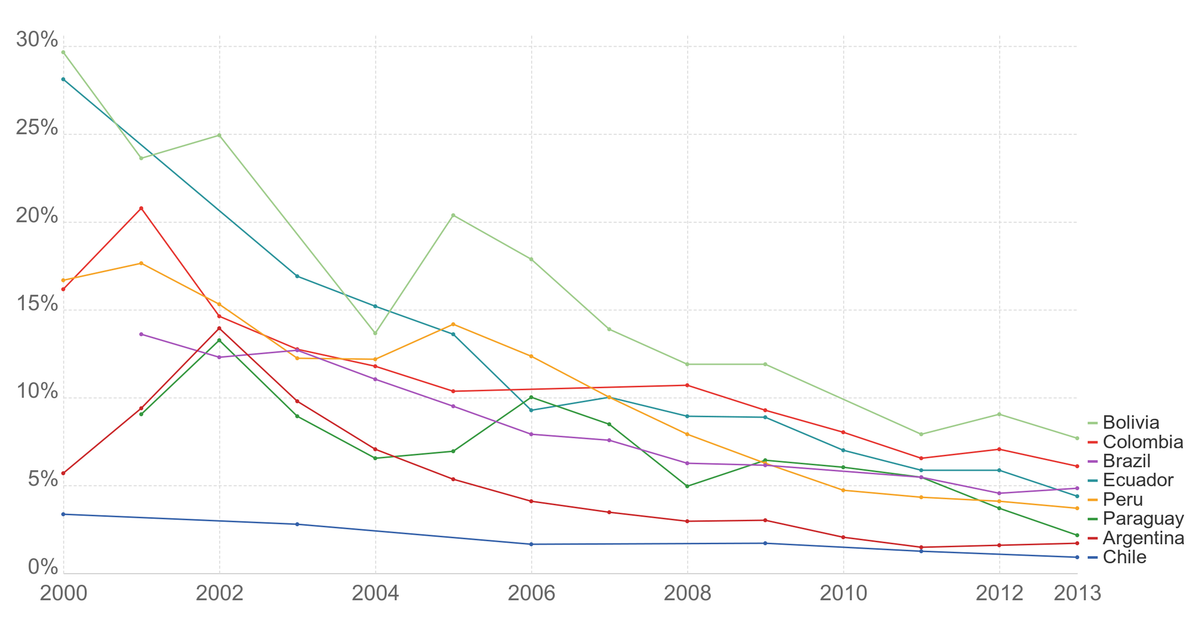 30%
25%
20%
15%
10%
5%
0%
2000 2002 2004 2006 2008 2010 2012 2013
Bolivia
Colombia
Brazil
Ecuador
Peru
Paraguay
Argentina
Chile